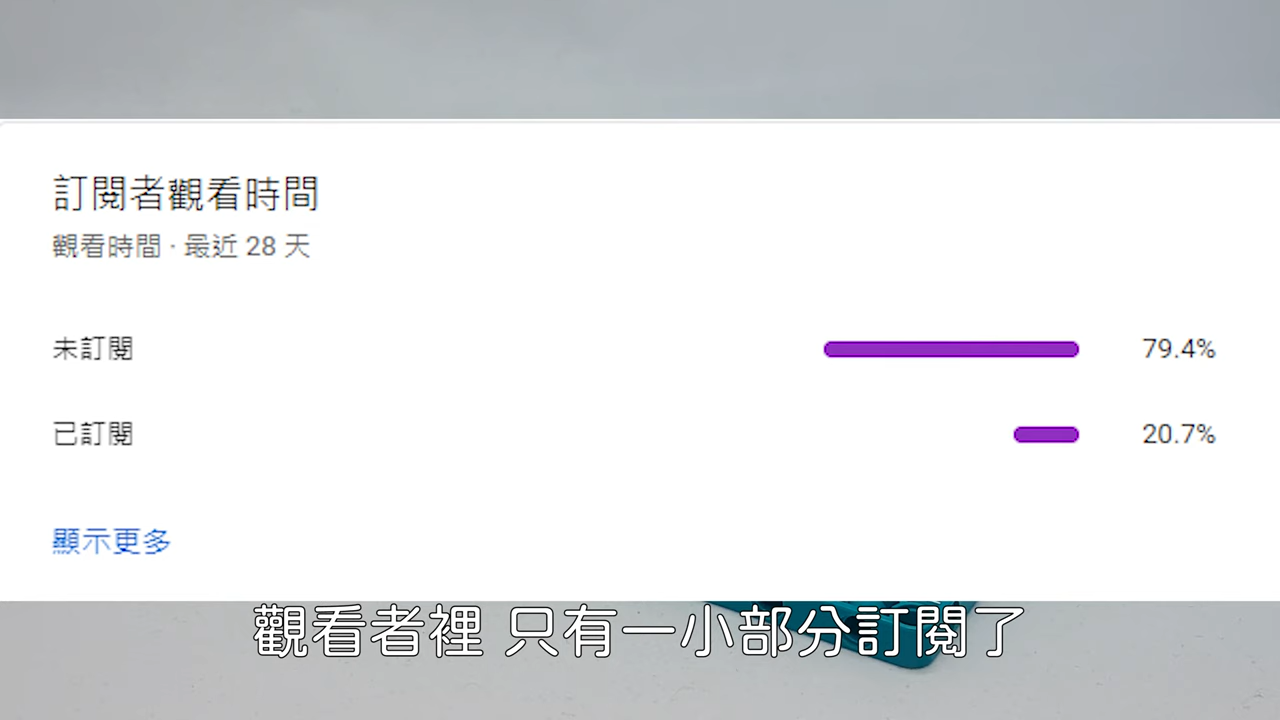 訂閱者觀看時間
觀看時間 · 最近 28 天
未訂閱 79.4%
已訂閱 20.7%
顯示更多
觀看者裡 只有一小部分訂閱了